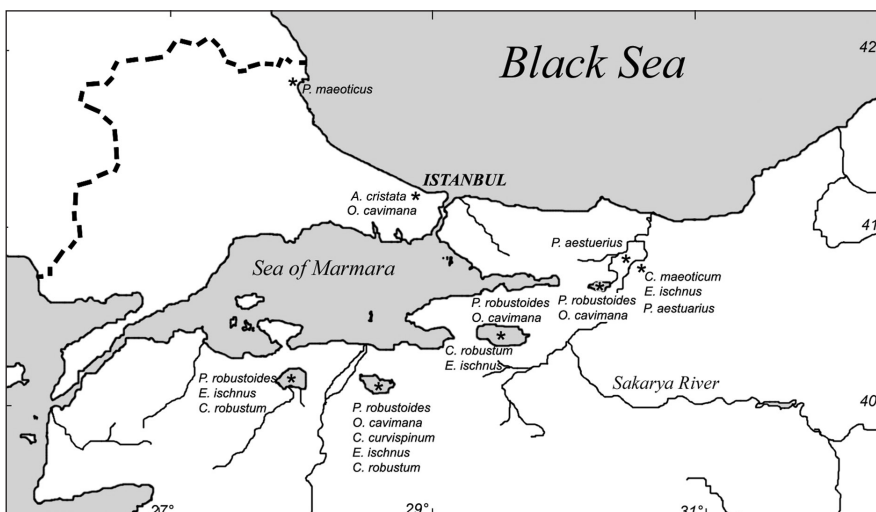 Black Sea
42
P. maeoticus
ISTANBUL
A. cristata
O. cavimana
41
P. aestuerius
Sea of Marmara
C. maeoticum
E. ischnus
P. aestuarius
P. robustoides
O. cavimana
P. robustoides
O. cavimana
C. robustum
E. ischnus
P. robustoides
E. ischnus
C. robustum
Sakarya River
P. robustoides
O. cavimana
C. curvispinum
E. ischnus
C. robustum
40
27°
29°
31°